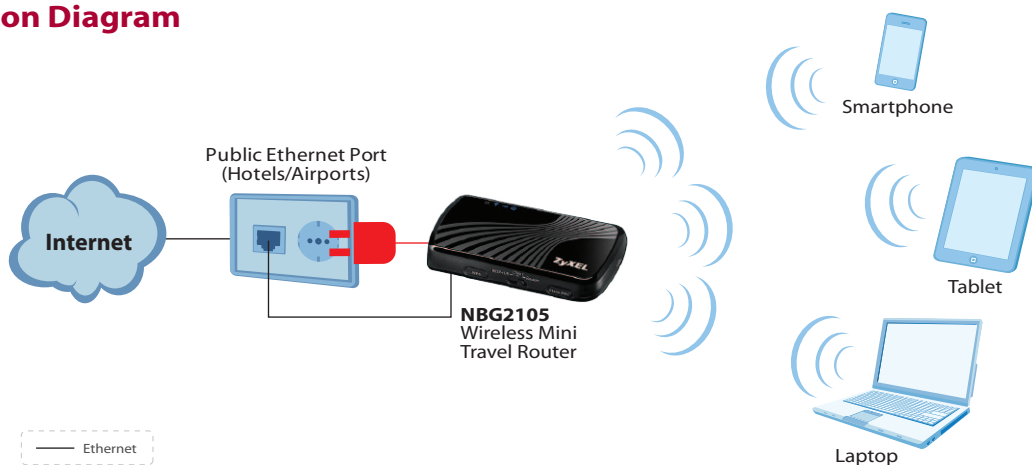 on Diagram
Smartphone
Public Ethernet Port
(Hotels/Airports)
Internet
ZyXEL
Tablet
NBG2105
Wireless Mini
Travel Router
Ethernet
Laptop